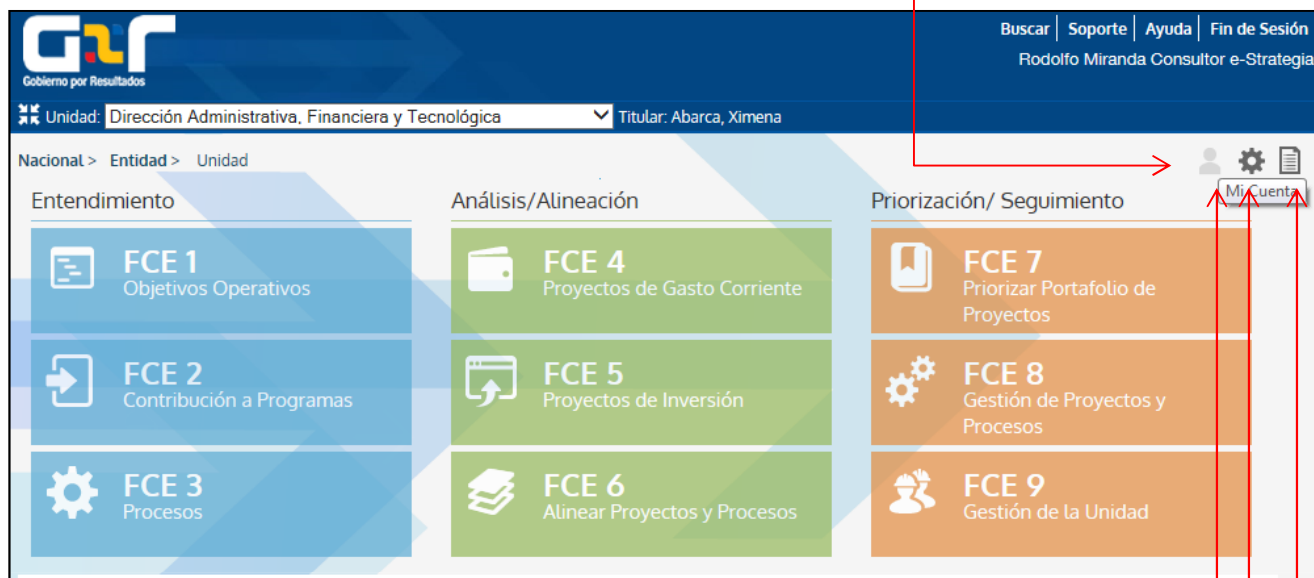 GPR
Gobierno por Resultados
Buscar | Soporte | Ayuda | Fin de Sesión
Rodolfo Miranda Consultor e-Strategia
Unidad: Dirección Administrativa, Financiera y Tecnológica Titular: Abarca, Ximena
Nacional > Entidad > Unidad
Mi Cuenta
Entendimiento
FCE 1
Objetivos Operativos
FCE 2
Contribución a Programas
FCE 3
Procesos
Análisis/Alineación
FCE 4
Proyectos de Gasto Corriente
FCE 5
Proyectos de Inversión
FCE 6
Alinear Proyectos y Procesos
Priorización/ Seguimiento
FCE 7
Priorizar Portafolio de
Proyectos
FCE 8
Gestión de Proyectos y
Procesos
FCE 9
Gestión de la Unidad